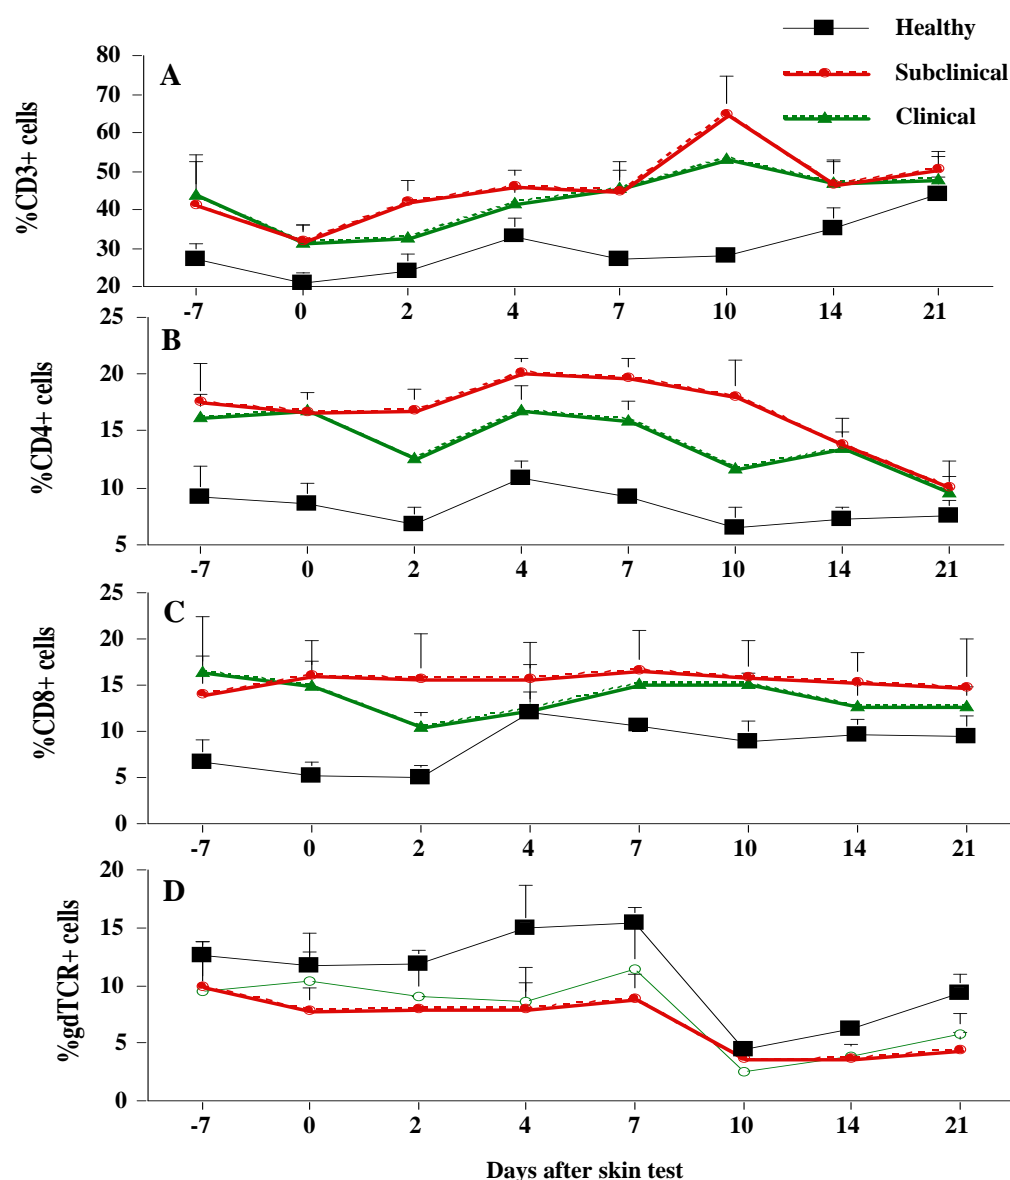 Healthy
Subclinical
Clinical
A
%CD3+ cells
80
70
60
50
40
30
20
-7 0 2 4 7 10 14 21
B
%CD4+ cells
25
20
15
10
5
-7 0 2 4 7 10 14 21
C
%CD8+ cells
25
20
15
10
5
0
-7 0 2 4 7 10 14 21
D
%gdTCR+ cells
20
15
10
5
0
-7 0 2 4 7 10 14 21
Days after skin test